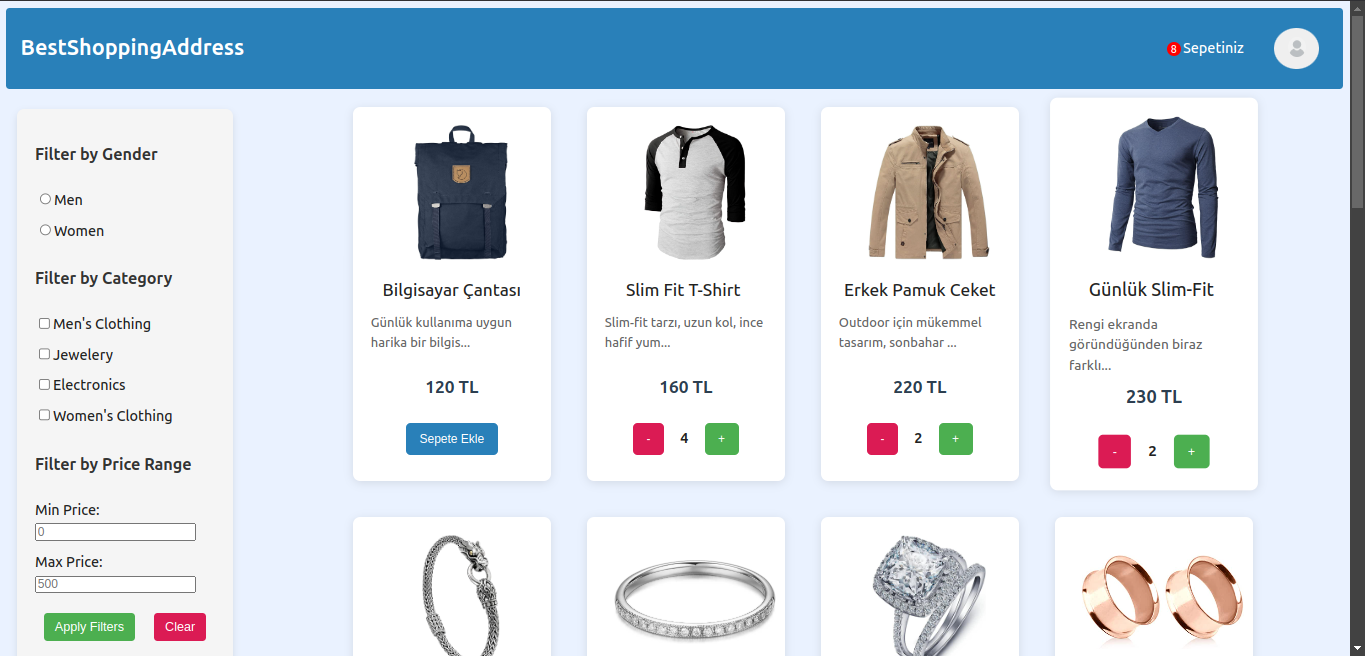 BestShoppingAddress
8 Sepetiniz
Filter by Gender
Men
Women
Filter by Category
Men's Clothing
Jewelery
Electronics
Women's Clothing
Filter by Price Range
Min Price:
0
Max Price:
500
Apply Filters
Clear
Bilgisayar Çantası
Günlük kullanıma uygun
harika bir bilgis...
120 TL
Sepete Ekle
Slim Fit T-Shirt
Slim-fit tarzı, uzun kol, ince
hafif yum...
160 TL
- 4 +
Erkek Pamuk Ceket
Outdoor için mükemmel
tasarım, sonbahar ...
220 TL
- 2 +
Günlük Slim-Fit
Rengi ekranda
göründüğünden biraz
farklı...
230 TL
- 2 +